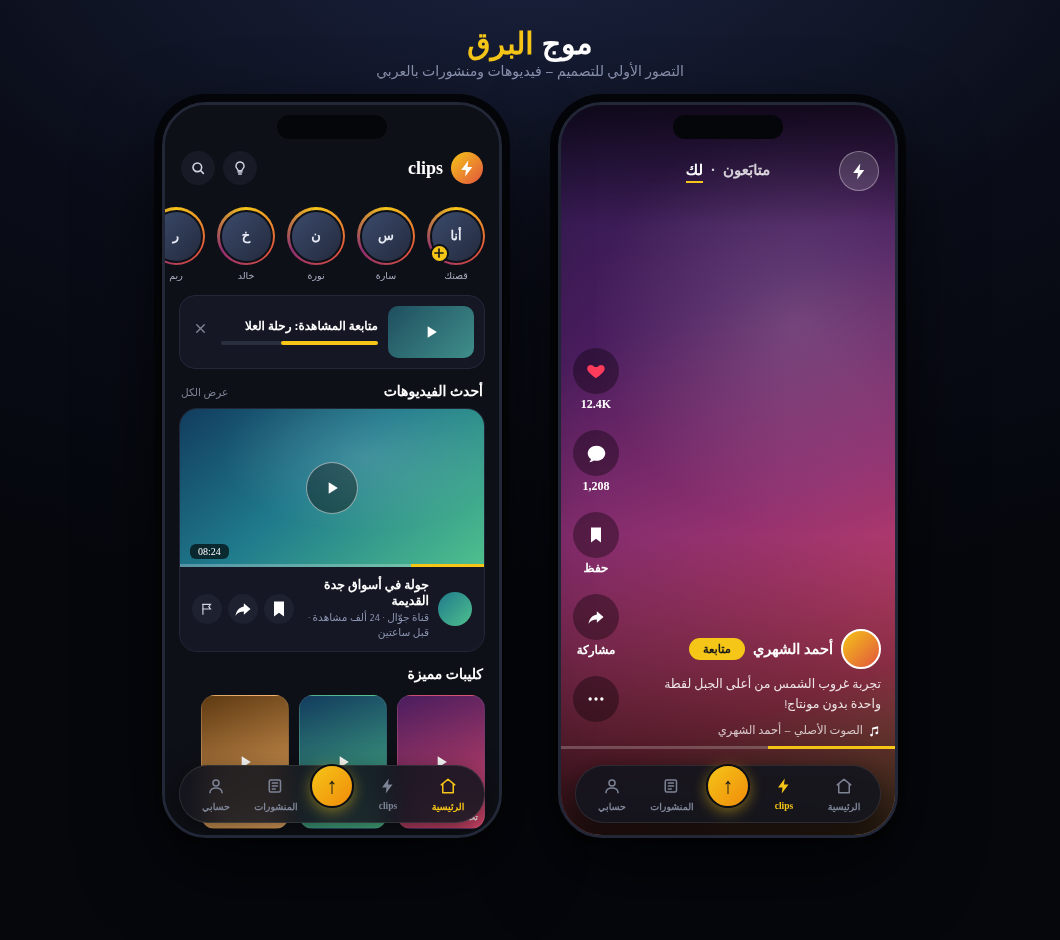 موج البرق
التصور الأولي للتصميم – فيديوهات ومنشورات بالعربي
متابَعون · لك
12.4K
1,208
حفظ
مشاركة
أحمد الشهري
متابعة
تجربة غروب الشمس من أعلى الجبل لقطة
واحدة بدون مونتاج!
الصوت الأصلي – أحمد الشهري
الرئيسية
clips
↑
المنشورات
حسابي
clips
أنا
س
ن
خ
ر
قصتك
سارة
نورة
خالد
ريم
متابعة المشاهدة: رحلة العلا
أحدث الفيديوهات
عرض الكل
08:24
جولة في أسواق جدة
القديمة
قناة جوّال · 24 ألف مشاهدة ·
قبل ساعتين
كليبات مميزة
الرئيسية
clips
↑
المنشورات
حسابي